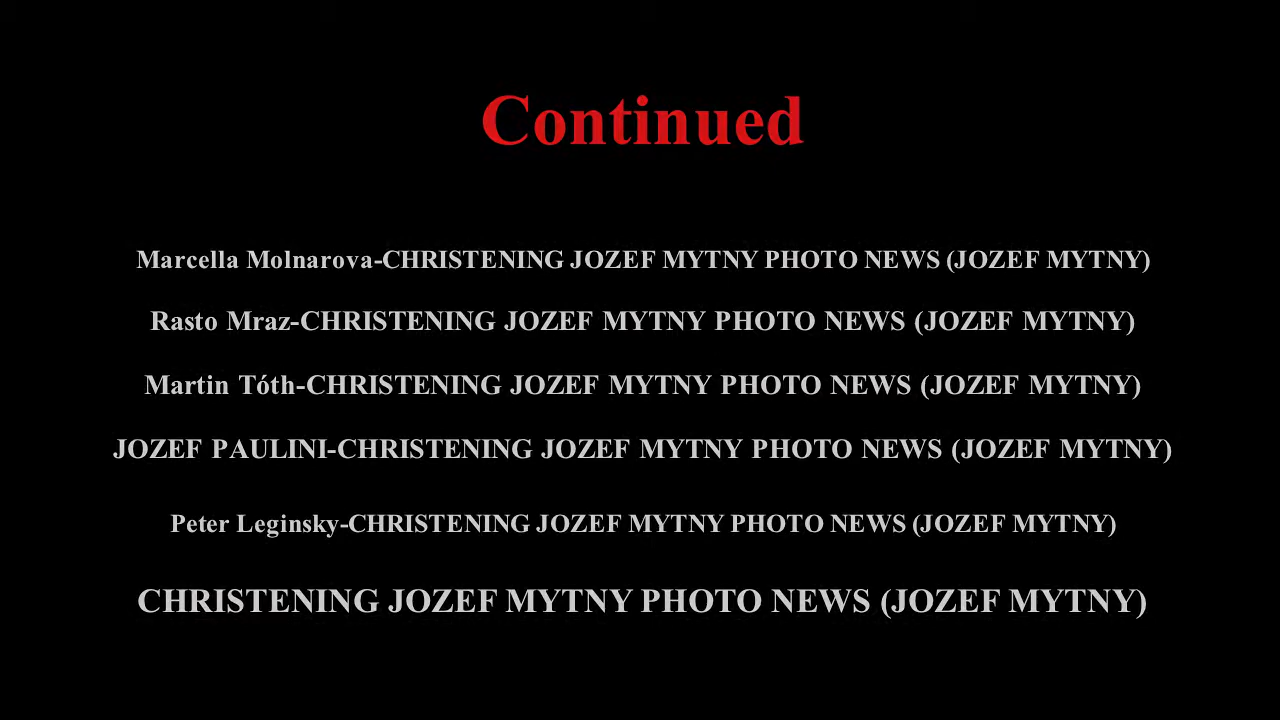 Continued
Marcella Molnarova-CHRISTENING JOZEF MYTNY PHOTO NEWS (JOZEF MYTNY)
Rasto Mraz-CHRISTENING JOZEF MYTNY PHOTO NEWS (JOZEF MYTNY)
Martin Tóth-CHRISTENING JOZEF MYTNY PHOTO NEWS (JOZEF MYTNY)
JOZEF PAULINI-CHRISTENING JOZEF MYTNY PHOTO NEWS (JOZEF MYTNY)
Peter Leginsky-CHRISTENING JOZEF MYTNY PHOTO NEWS (JOZEF MYTNY)
CHRISTENING JOZEF MYTNY PHOTO NEWS (JOZEF MYTNY)